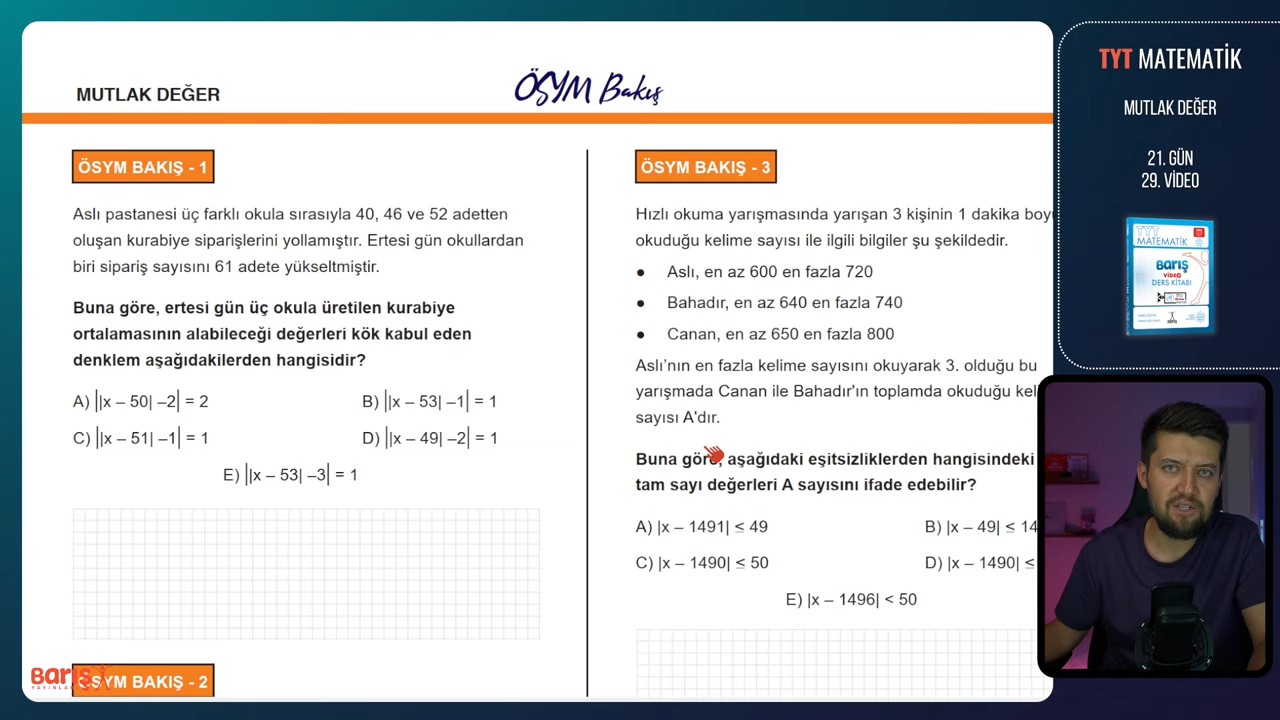 MUTLAK DEĞER
ÖSYM Bakış
ÖSYM BAKIŞ - 1
Aslı pastanesi üç farklı okula sırasıyla 40, 46 ve 52 adetten
oluşan kurabiye siparişlerini yollamıştır. Ertesi gün okullardan
biri sipariş sayısını 61 adete yükseltmiştir.
Buna göre, ertesi gün üç okula üretilen kurabiye
ortalamasının alabileceği değerleri kök kabul eden
denklem aşağıdakilerden hangisidir?
A) ||x – 50| –2| = 2
B) ||x – 53| –1| = 1
C) ||x – 51| –1| = 1
D) ||x – 49| –2| = 1
E) ||x – 53| –3| = 1
ÖSYM BAKIŞ - 2
ÖSYM BAKIŞ - 3
Hızlı okuma yarışmasında yarışan 3 kişinin 1 dakika boyu
okuduğu kelime sayısı ile ilgili bilgiler şu şekildedir.
● Aslı, en az 600 en fazla 720
● Bahadır, en az 640 en fazla 740
● Canan, en az 650 en fazla 800
Aslı’nın en fazla kelime sayısını okuyarak 3. olduğu bu
yarışmada Canan ile Bahadır'ın toplamda okuduğu kel
sayısı A'dır.
Buna göre, aşağıdaki eşitsizliklerden hangisindeki
tam sayı değerleri A sayısını ifade edebilir?
A) |x – 1491| ≤ 49
B) |x – 49| ≤ 14
C) |x – 1490| ≤ 50
D) |x – 1490| ≤
E) |x – 1496| < 50
TYT MATEMATİK
MUTLAK DEĞER
21. GÜN
29. VİDEO
TYT
MATEMATİK
BARIŞ
VİDEO
DERS KİTABI
BARIŞ